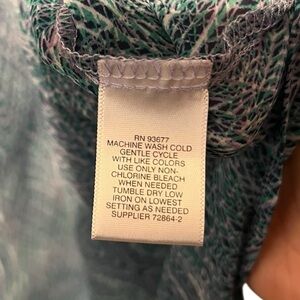 RN 93677
MACHINE WASH COLD
GENTLE CYCLE
WITH LIKE COLORS
USE ONLY NON-
CHLORINE BLEACH
WHEN NEEDED
TUMBLE DRY LOW
IRON ON LOWEST
SETTING AS NEEDED
SUPPLIER 72864-2